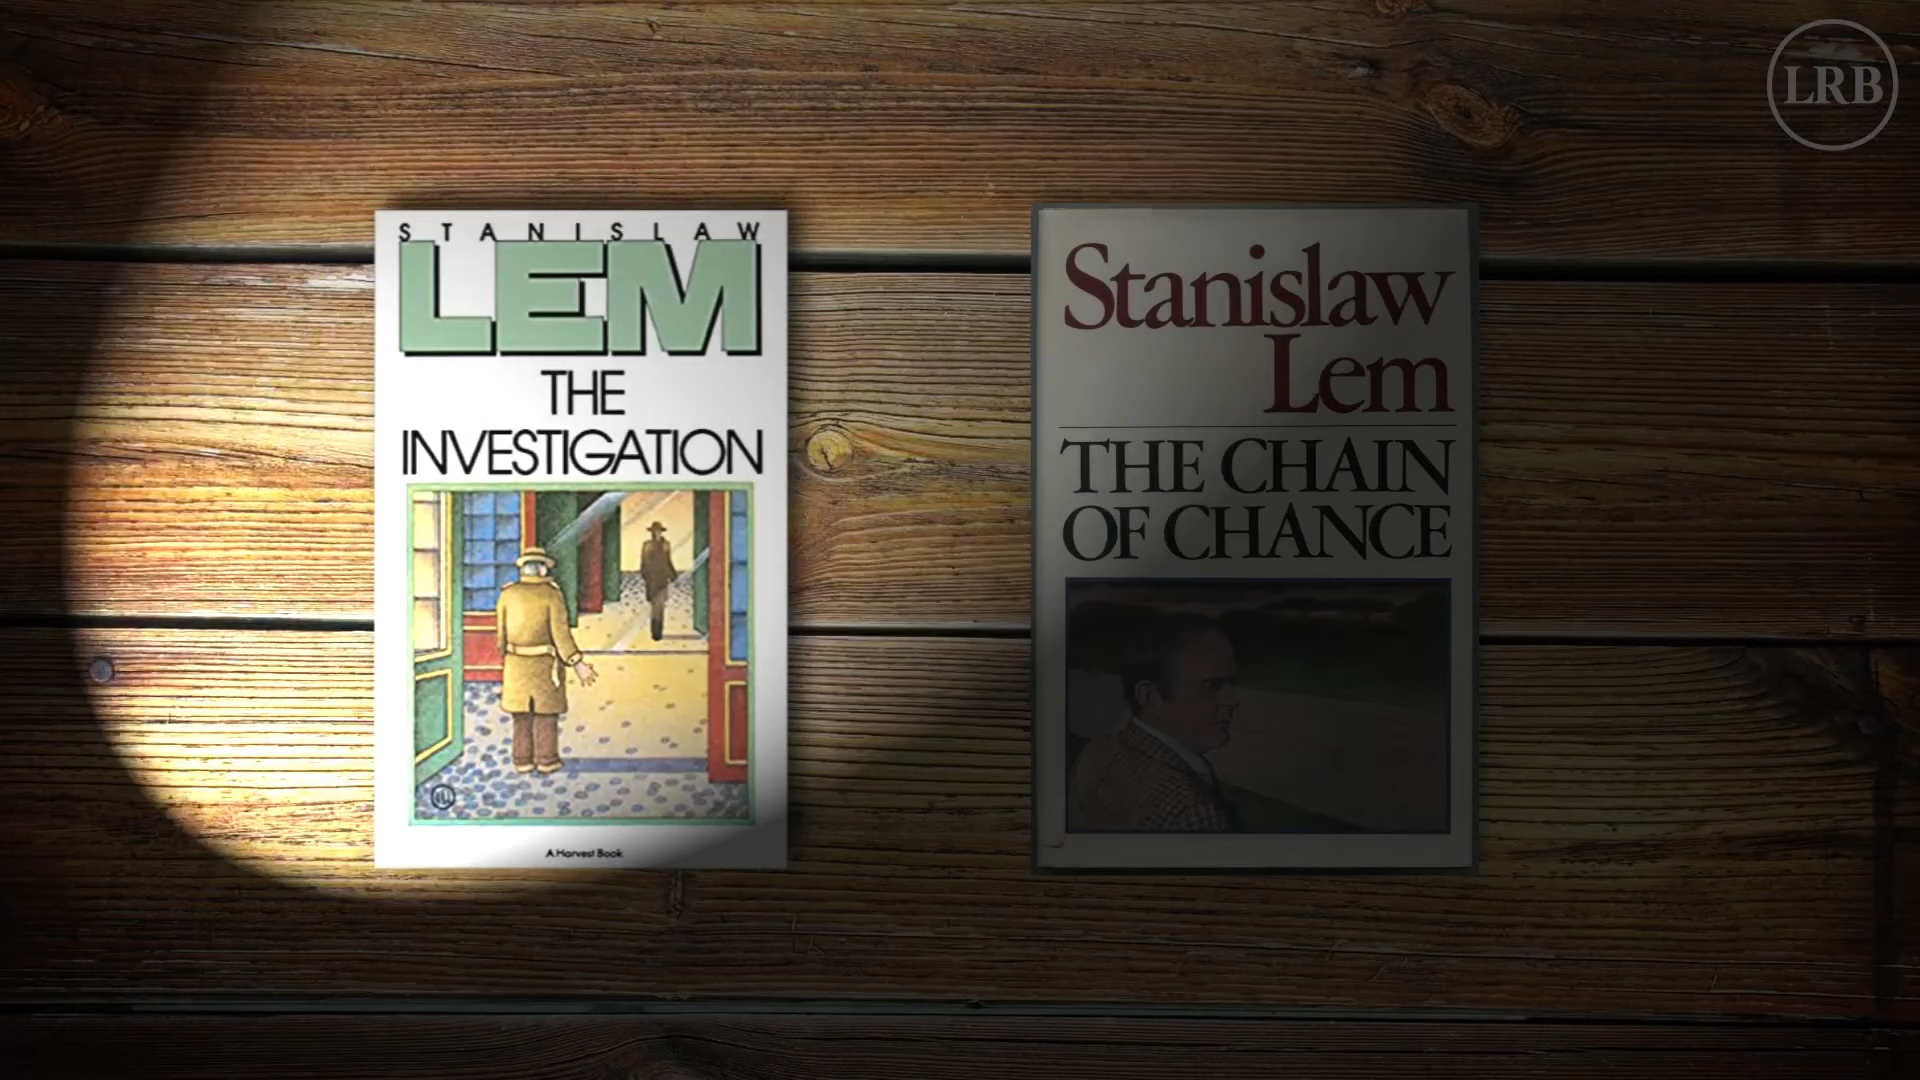 STANISLAW
LEM
THE
INVESTIGATION
A Harvest Book
Stanislaw
Lem
THE CHAIN
OF CHANCE
LRB